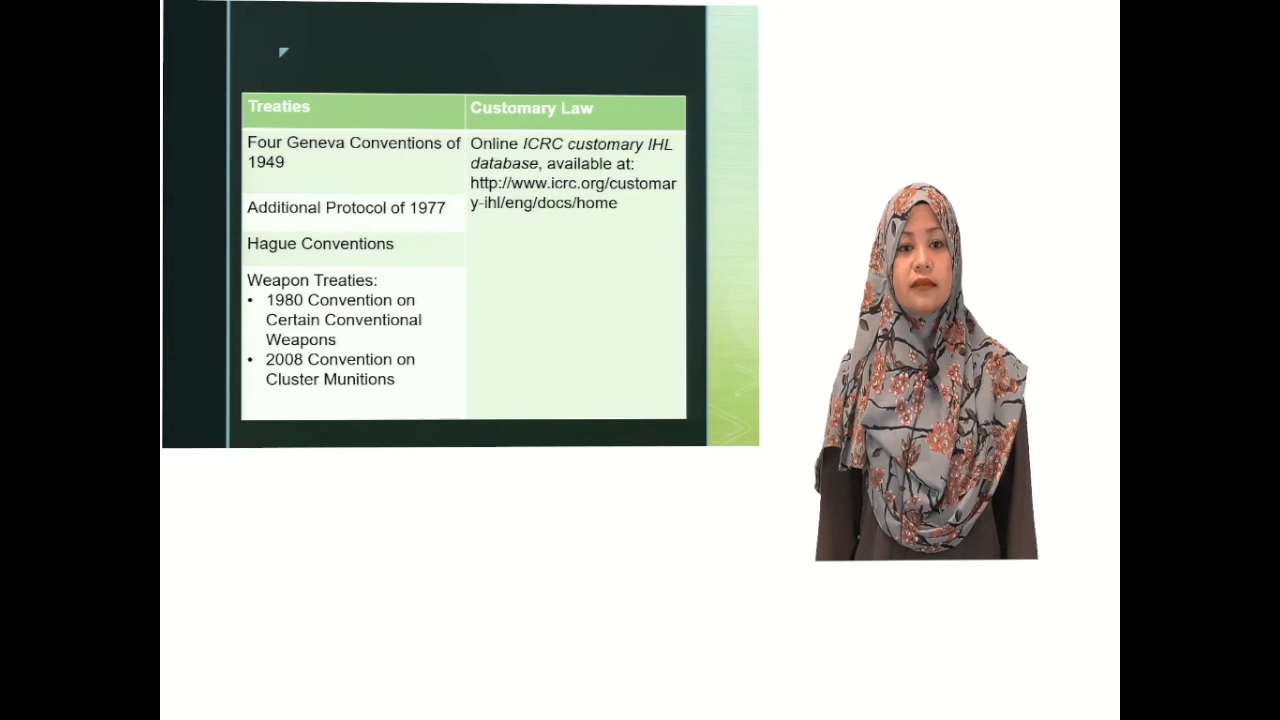 Treaties
Customary Law
Four Geneva Conventions of
1949
Additional Protocol of 1977
Hague Conventions
Weapon Treaties:
• 1980 Convention on
Certain Conventional
Weapons
• 2008 Convention on
Cluster Munitions
Online ICRC customary IHL
database, available at:
http://www.icrc.org/customar
y-ihl/eng/docs/home